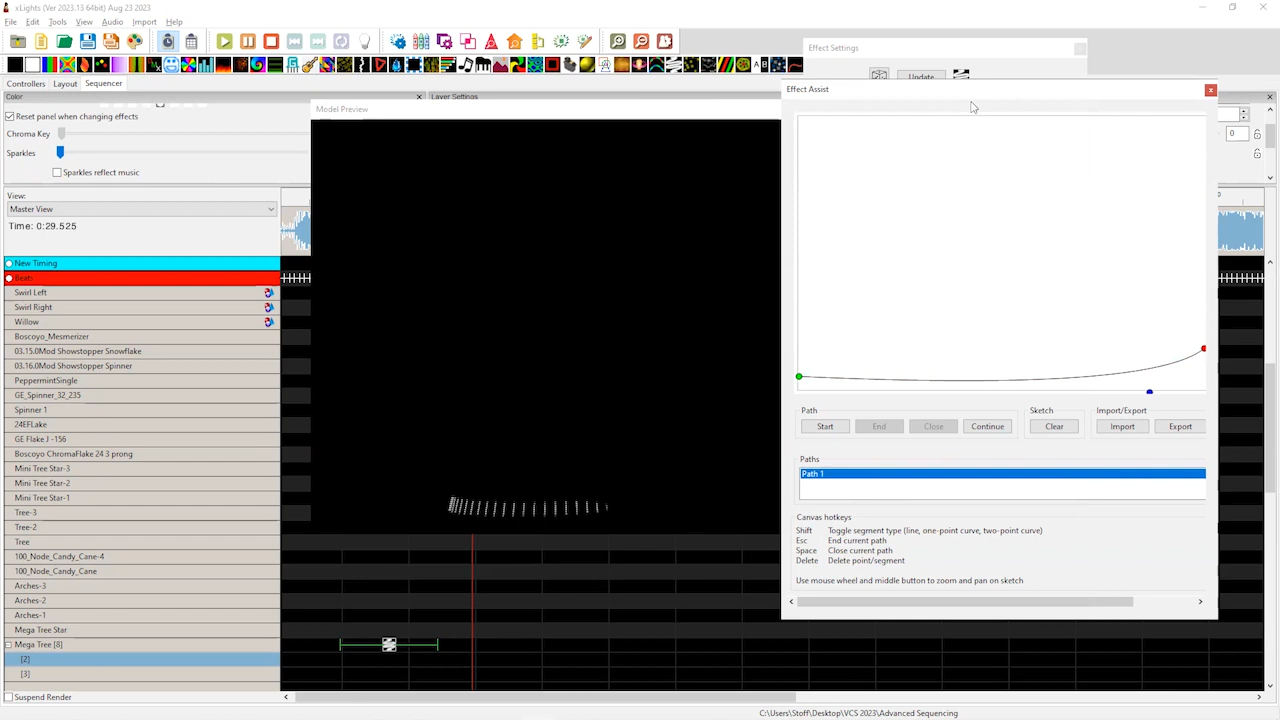 xLights (Ver 2023.13 64bit) Aug 23 2023
File Edit Tools View Audio Import Help
Effect Settings
Update
Controllers Layout Sequencer
Effect Assist
Color
Layer Settings
Reset panel when changing effects
Model Preview
Chroma Key
0
Sparkles
Sparkles reflect music
View:
Master View
Time: 0:29.525
New Timing
Beats
Swirl Left
Swirl Right
Willow
Boscoyo_Mesmerizer
03.15.0Mod Showstopper Snowflake
03.16.0Mod Showstopper Spinner
PeppermintSingle
GE_Spinner_32_235
Spinner 1
24EFLake
GE Flake J -156
Boscoyo ChromaFlake 24 3 prong
Mini Tree Star-3
Mini Tree Star-2
Mini Tree Star-1
Tree-3
Tree-2
Tree
100_Node_Candy_Cane-4
100_Node_Candy_Cane
Arches-3
Arches-2
Arches-1
Mega Tree Star
Mega Tree [8]
[2]
[3]
Path Sketch Import/Export
Start End Close Continue Clear Import Export
Paths
Path 1
Canvas hotkeys
Shift Toggle segment type (line, one-point curve, two-point curve)
Esc End current path
Space Close current path
Delete Delete point/segment
Use mouse wheel and middle button to zoom and pan on sketch
Suspend Render
C:\Users\Stoff\Desktop\VCS 2023\Advanced Sequencing